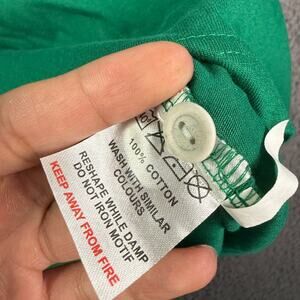 100% COTTON
WASH WITH SIMILAR
COLOURS
RESHAPE WHILE DAMP
DO NOT IRON MOTIF
KEEP AWAY FROM FIRE